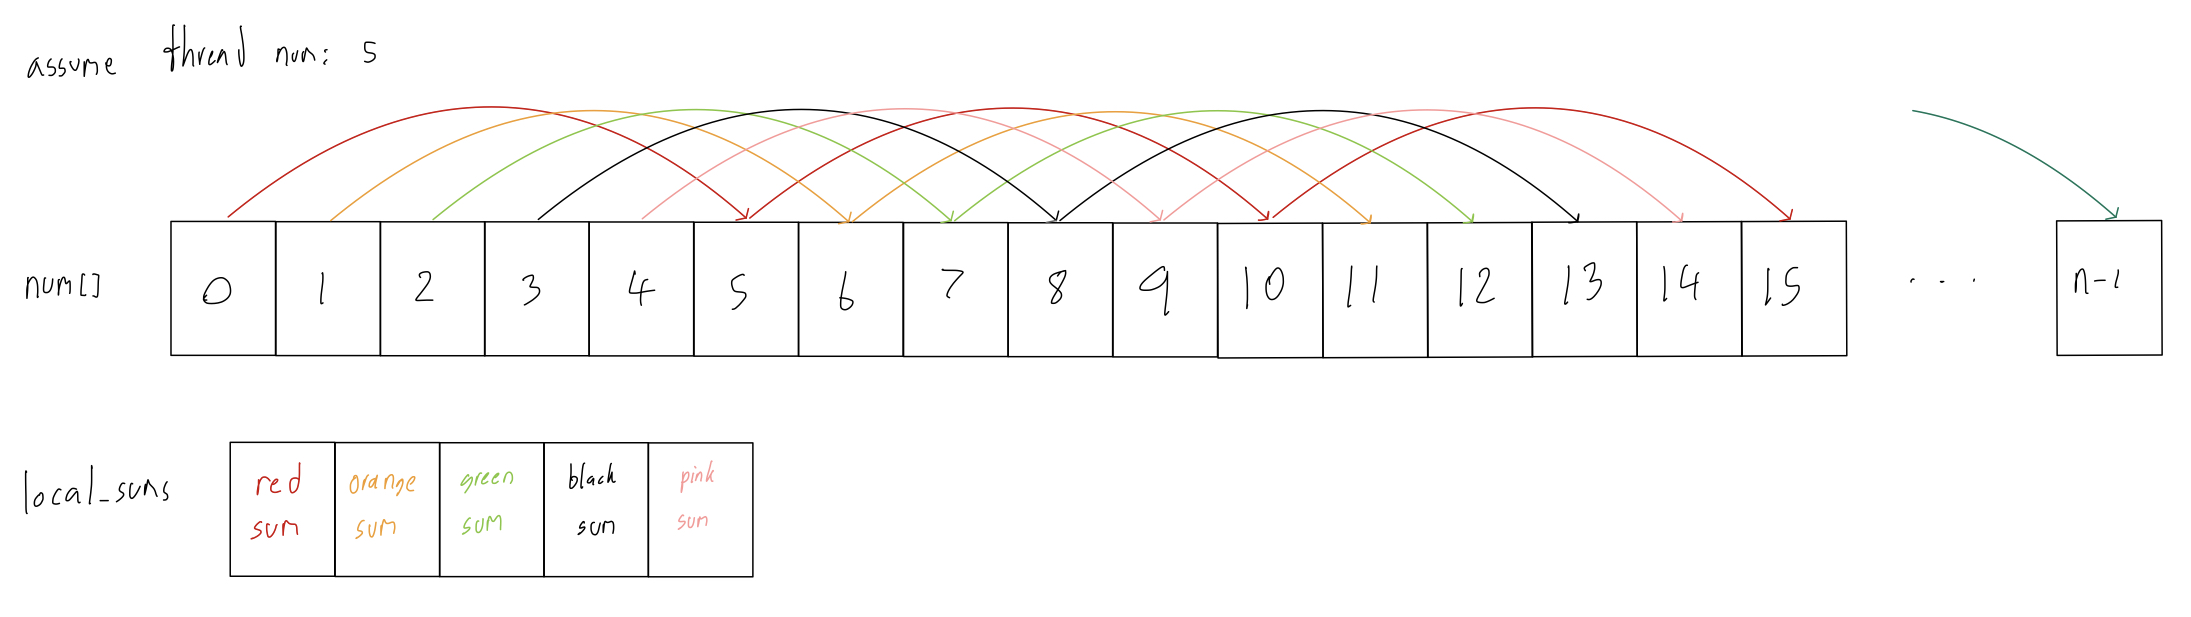 assume thread num: 5
num[] 0 1 2 3 4 5 6 7 8 9 10 11 12 13 14 15 . . . n-1
local_sums red sum orange sum green sum black sum pink sum